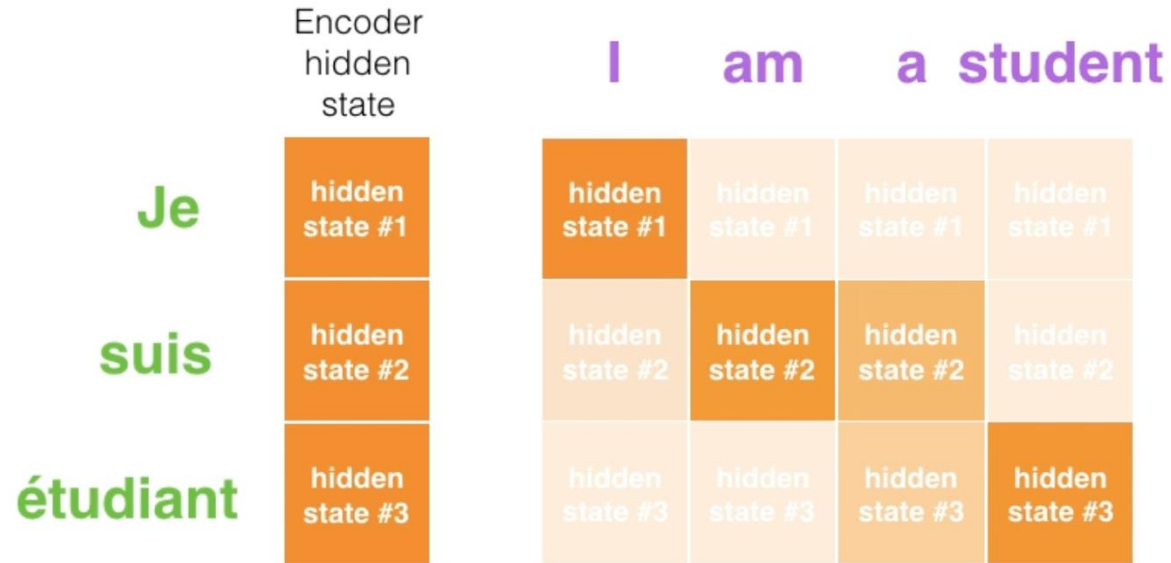 Encoder
hidden
state
I am a student
Je
hidden
state #1
hidden
state #1
hidden
state #1
hidden
state #1
hidden
state #1
suis
hidden
state #2
hidden
state #2
hidden
state #2
hidden
state #2
hidden
state #2
étudiant
hidden
state #3
hidden
state #3
hidden
state #3
hidden
state #3
hidden
state #3